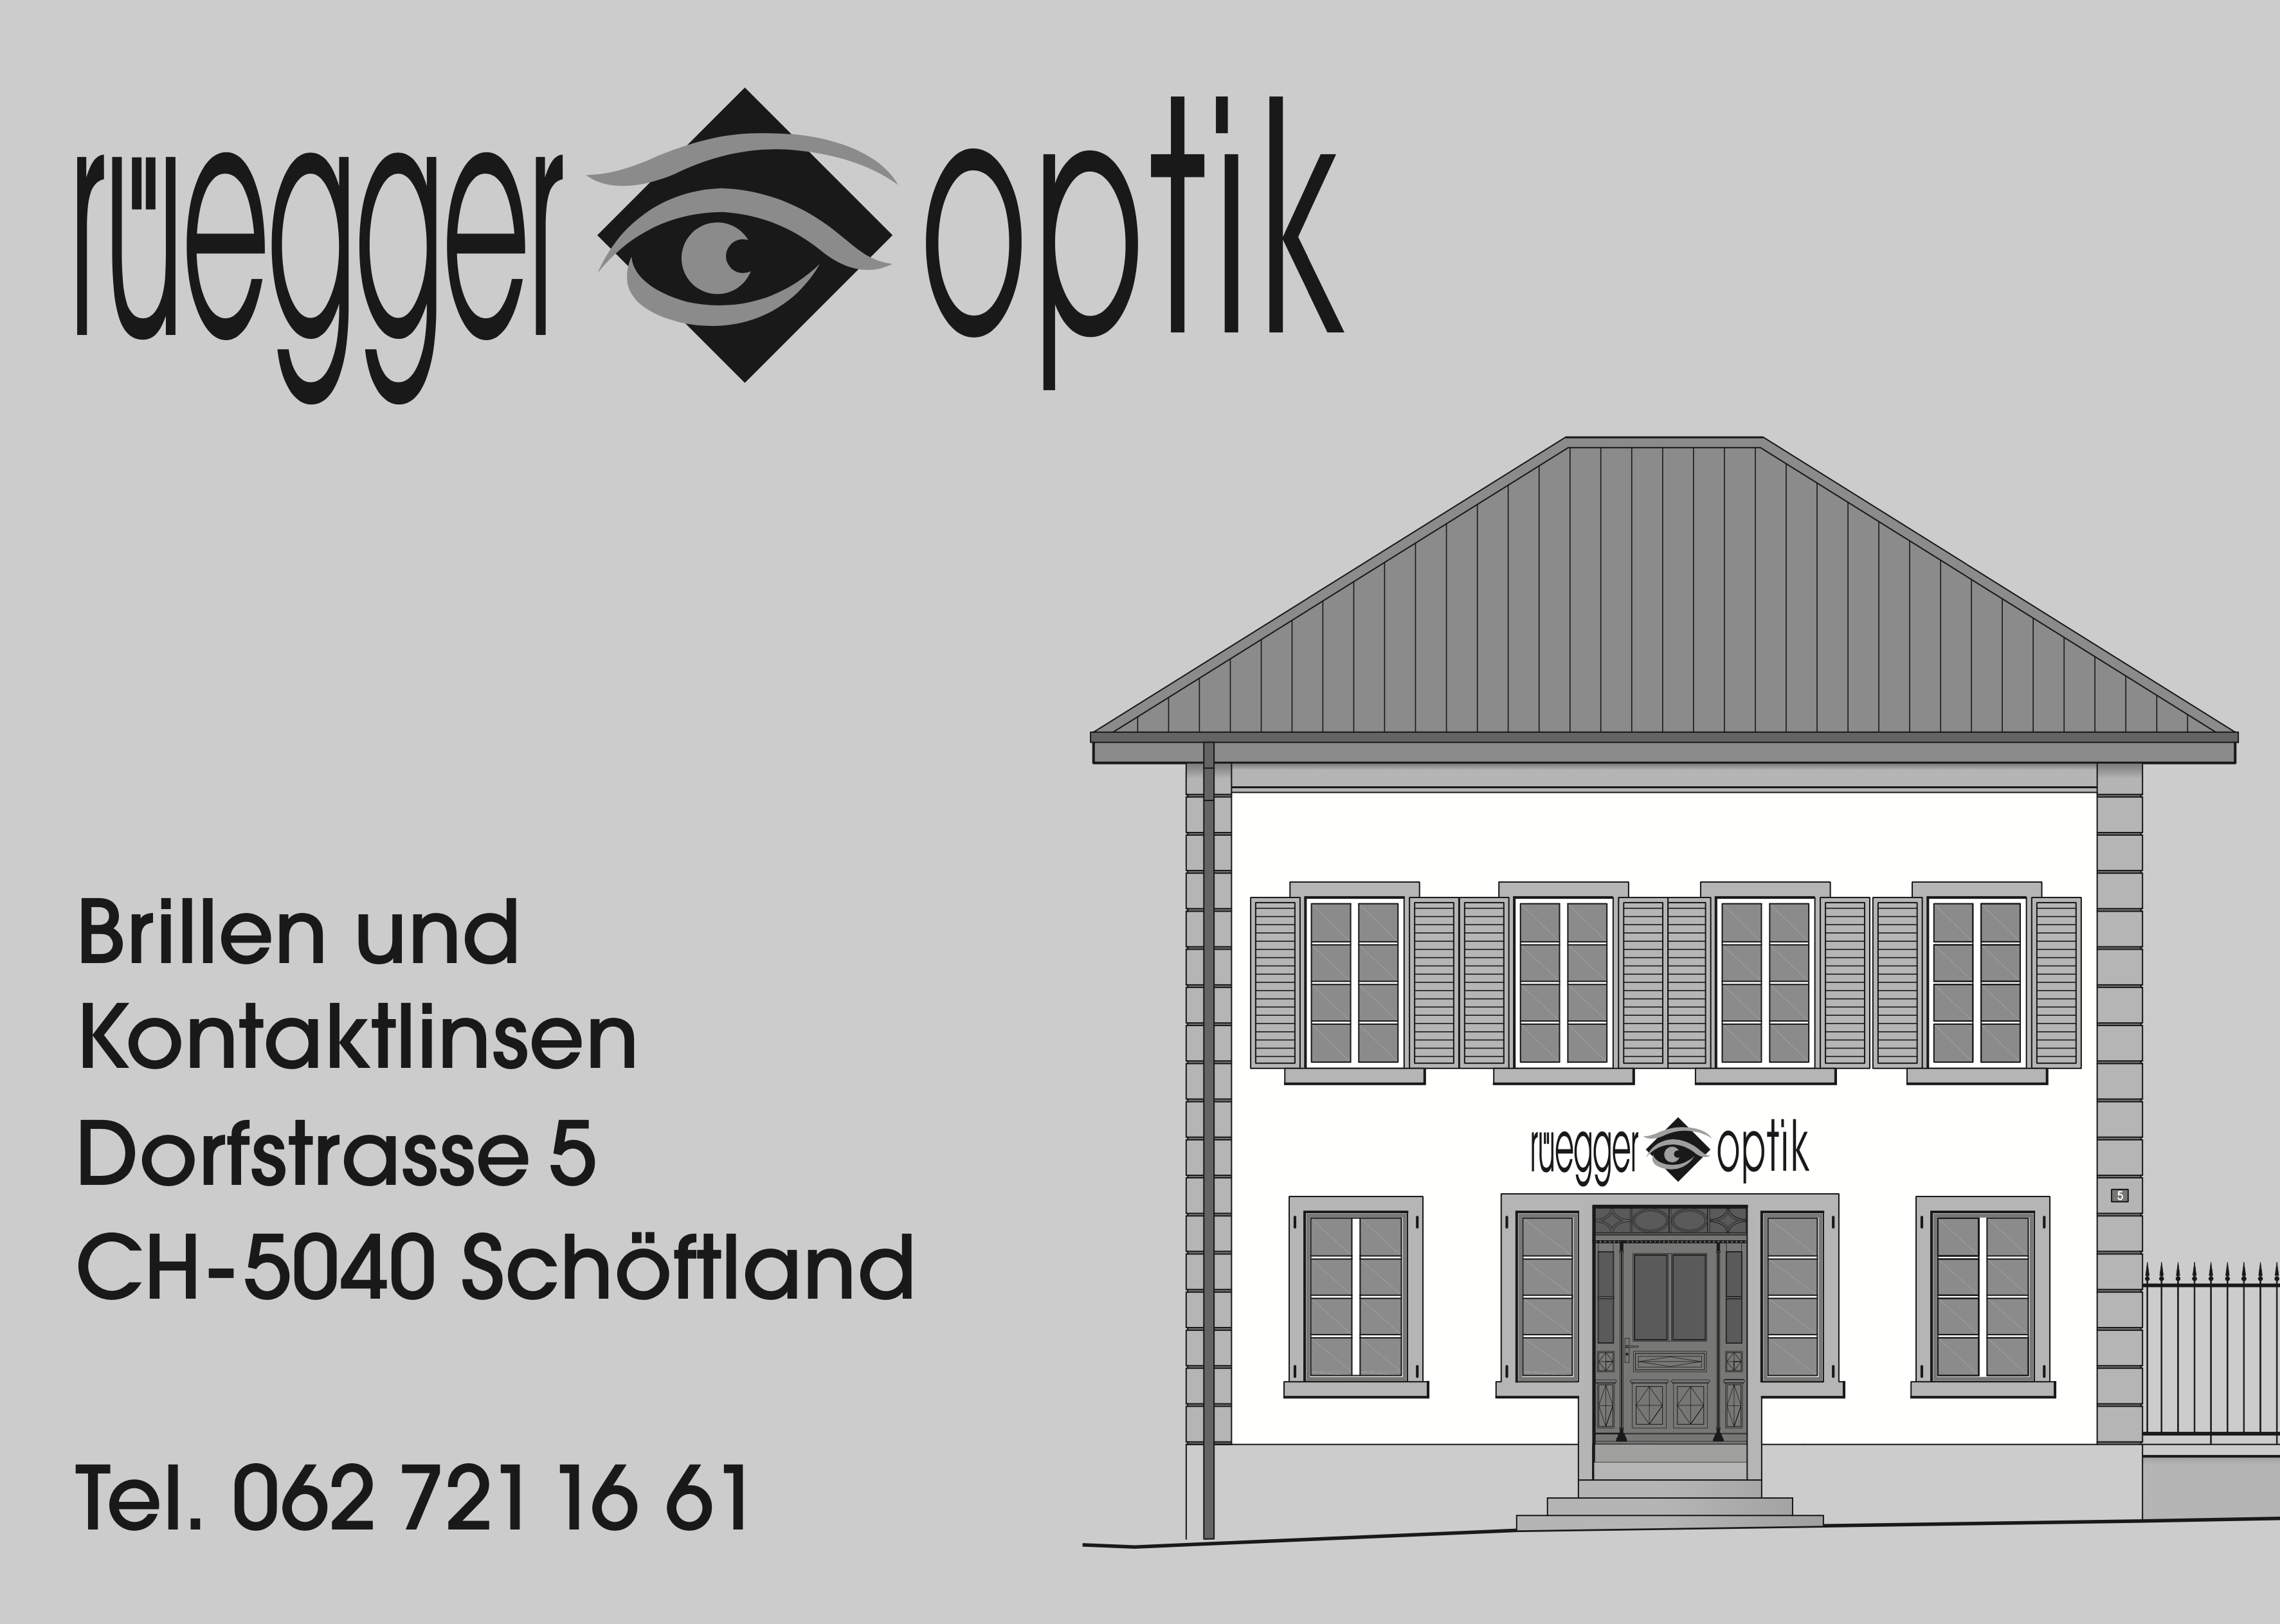 rüegger optik
Brillen und
Kontaktlinsen
Dorfstrasse 5
CH-5040 Schöftland
Tel. 062 721 16 61
rüegger optik
5